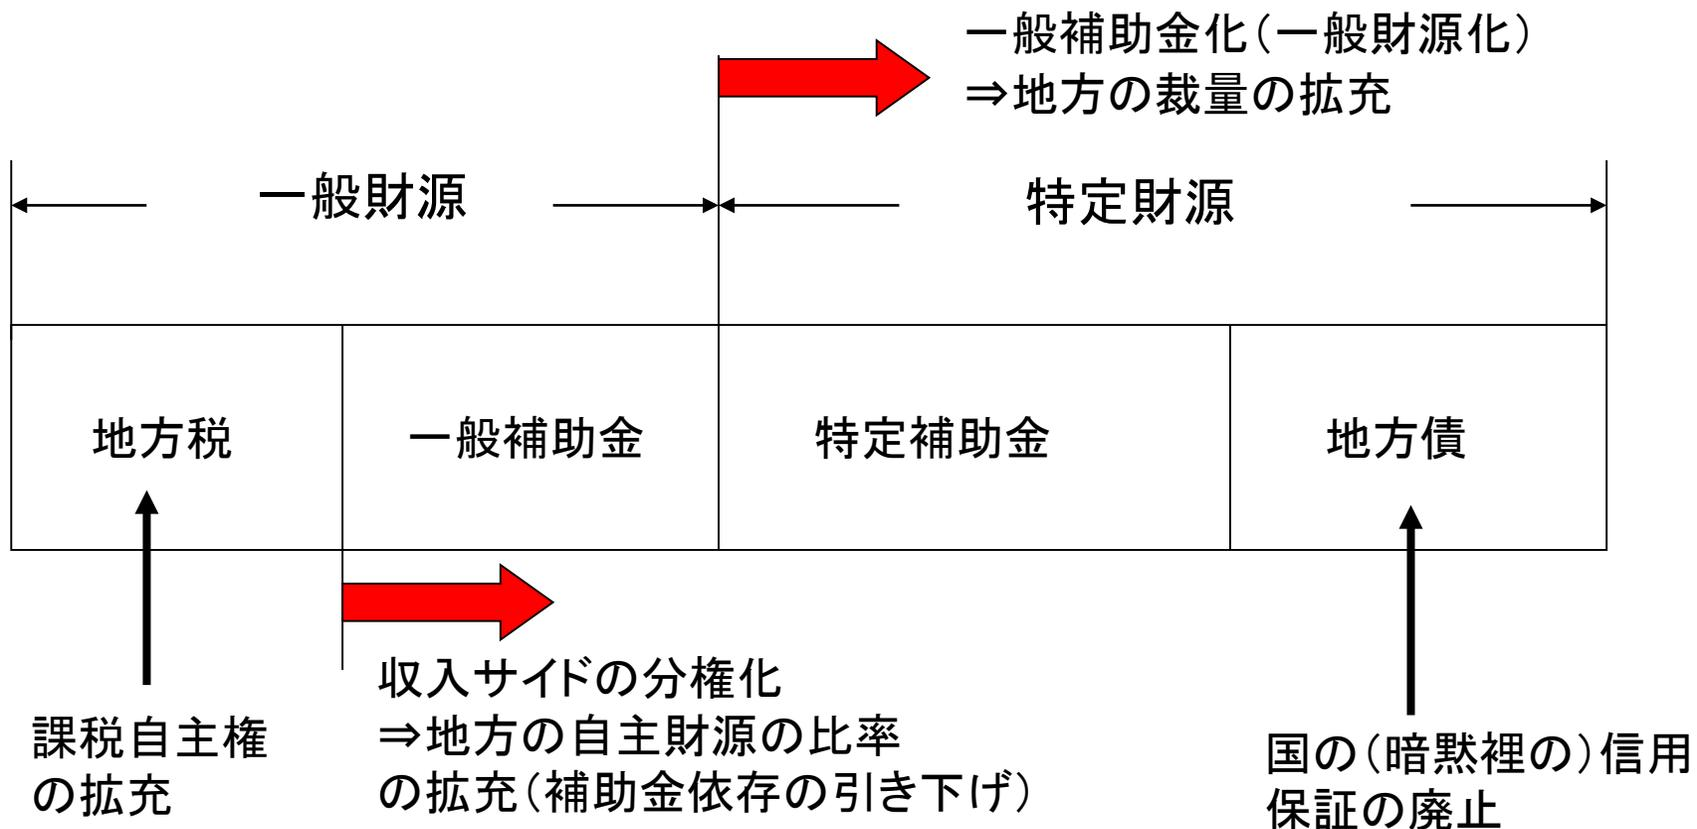 一般補助金化(一般財源化)
⇒地方の裁量の拡充
一般財源
特定財源
地方税
一般補助金
特定補助金
地方債
課税自主権
の拡充
収入サイドの分権化
⇒地方の自主財源の比率
の拡充(補助金依存の引き下げ)
国の(暗黙裡の)信用
保証の廃止